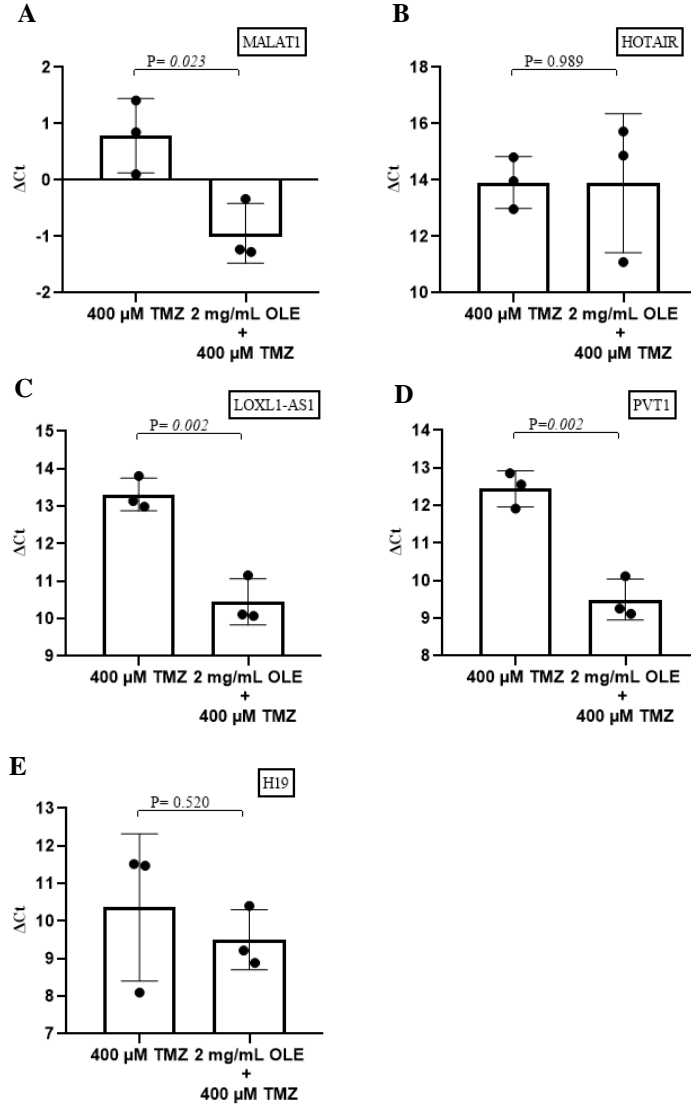 A
MALAT1
P= 0.023
2
1
0
-1
-2
ΔCt
400 µM TMZ
2 mg/mL OLE
+
400 µM TMZ
B
HOTAIR
P= 0.989
18
16
14
12
10
ΔCt
400 µM TMZ
2 mg/mL OLE
+
400 µM TMZ
C
LOXL1-AS1
P= 0.002
15
14
13
12
11
10
9
ΔCt
400 µM TMZ
2 mg/mL OLE
+
400 µM TMZ
D
PVT1
P=0.002
14
13
12
11
10
9
8
ΔCt
400 µM TMZ
2 mg/mL OLE
+
400 µM TMZ
E
H19
P= 0.520
13
12
11
10
9
8
7
ΔCt
400 µM TMZ
2 mg/mL OLE
+
400 µM TMZ